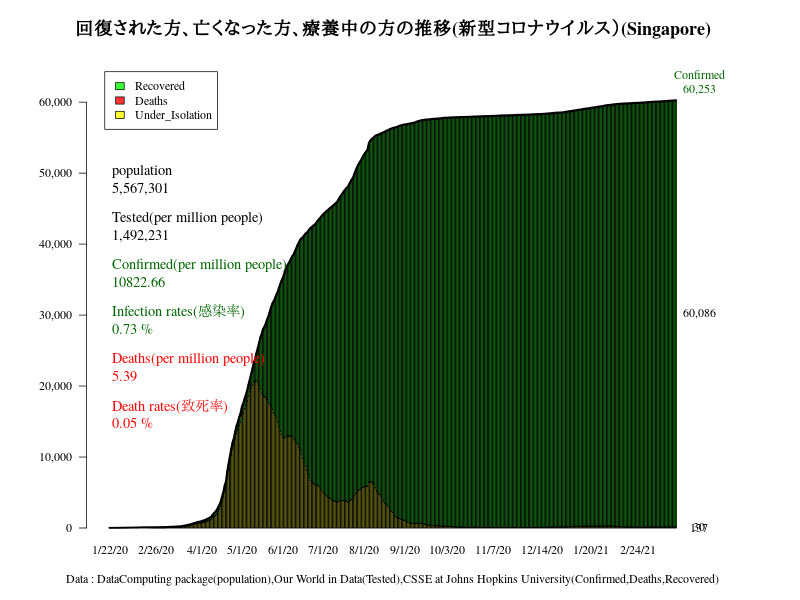 回復された方、亡くなった方、療養中の方の推移(新型コロナウイルス)(Singapore)
Confirmed
60,253
Recovered
Deaths
Under_Isolation
60,000
50,000
40,000
30,000
20,000
10,000
0
population
5,567,301
Tested(per million people)
1,492,231
Confirmed(per million people)
10822.66
Infection rates(感染率)
0.73 %
Deaths(per million people)
5.39
Death rates(致死率)
0.05 %
60,086
1/22/20 2/26/20 4/1/20 5/1/20 6/1/20 7/1/20 8/1/20 9/1/20 10/3/20 11/7/20 12/14/20 1/20/21 2/24/21
Data : DataComputing package(population),Our World in Data(Tested),CSSE at Johns Hopkins University(Confirmed,Deaths,Recovered)